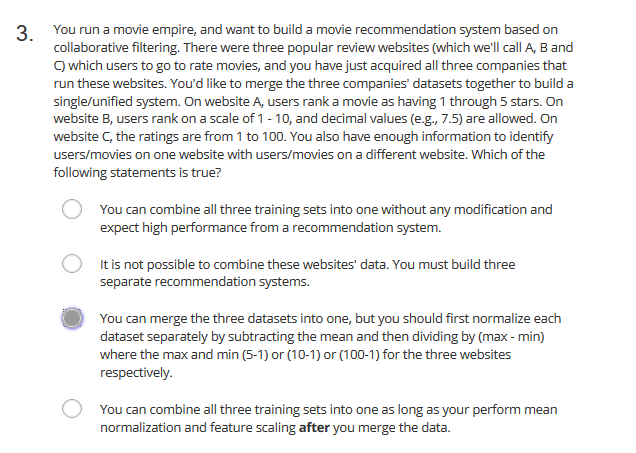 3. You run a movie empire, and want to build a movie recommendation system based on
collaborative filtering. There were three popular review websites (which we'll call A, B and
C) which users to go to rate movies, and you have just acquired all three companies that
run these websites. You'd like to merge the three companies' datasets together to build a
single/unified system. On website A, users rank a movie as having 1 through 5 stars. On
website B, users rank on a scale of 1 - 10, and decimal values (e.g., 7.5) are allowed. On
website C, the ratings are from 1 to 100. You also have enough information to identify
users/movies on one website with users/movies on a different website. Which of the
following statements is true?
You can combine all three training sets into one without any modification and
expect high performance from a recommendation system.
It is not possible to combine these websites' data. You must build three
separate recommendation systems.
You can merge the three datasets into one, but you should first normalize each
dataset separately by subtracting the mean and then dividing by (max - min)
where the max and min (5-1) or (10-1) or (100-1) for the three websites
respectively.
You can combine all three training sets into one as long as your perform mean
normalization and feature scaling after you merge the data.